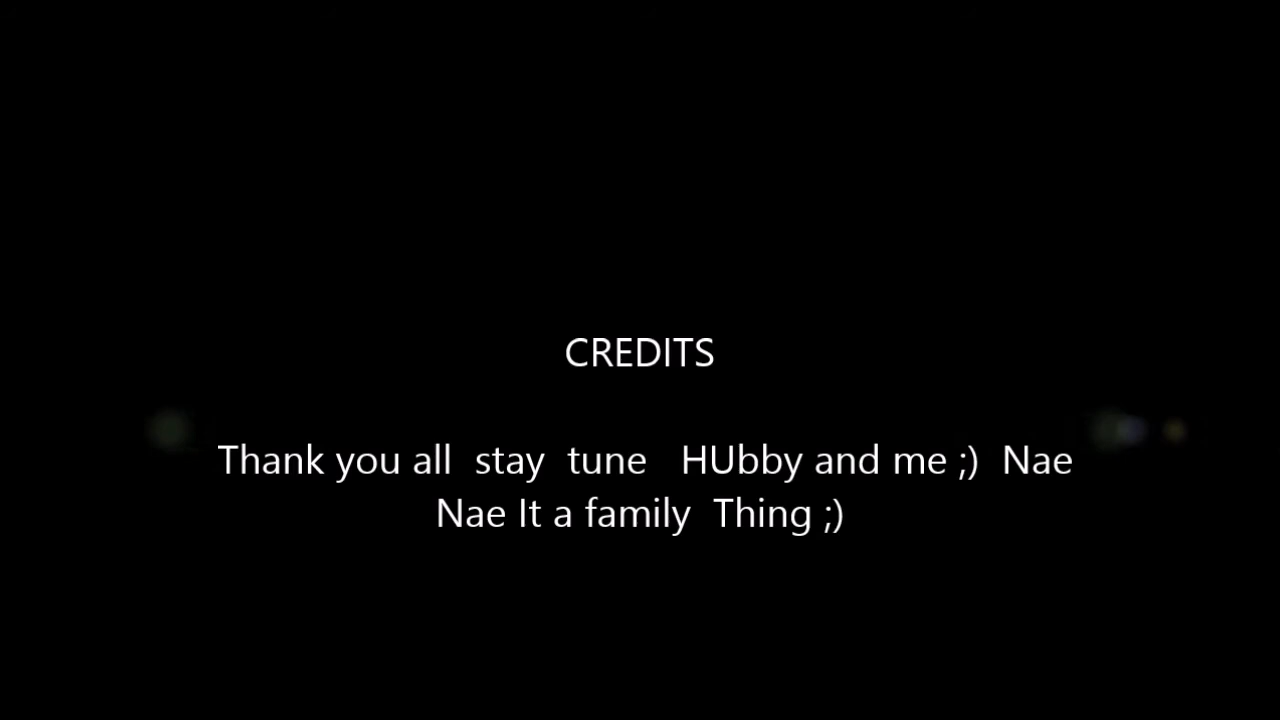 CREDITS
Thank you all  stay  tune   HUbby and me ;)  Nae
Nae It a family  Thing ;)